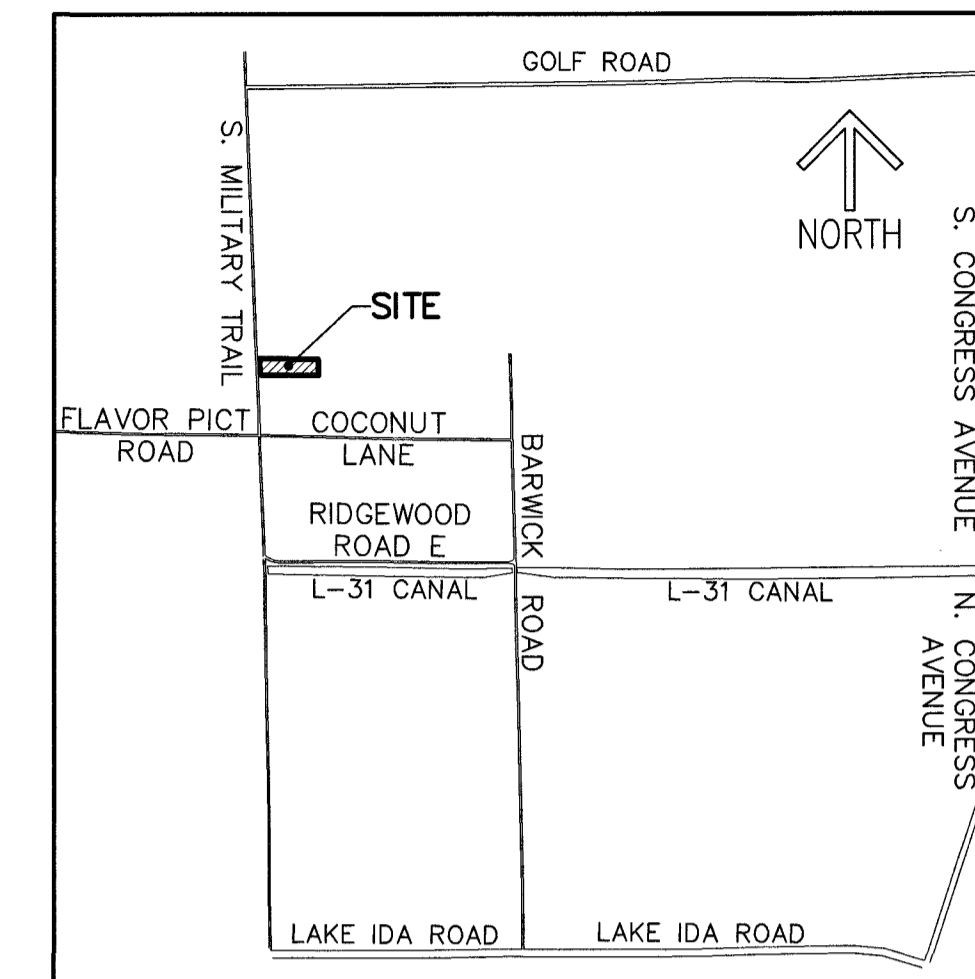 GOLF ROAD
S. MILITARY TRAIL
NORTH
S. CONGRESS AVENUE
SITE
FLAVOR PICT
ROAD
COCONUT
LANE
BARWICK ROAD
RIDGEWOOD
ROAD E
L-31 CANAL
L-31 CANAL
N. CONGRESS
AVENUE
LAKE IDA ROAD
LAKE IDA ROAD